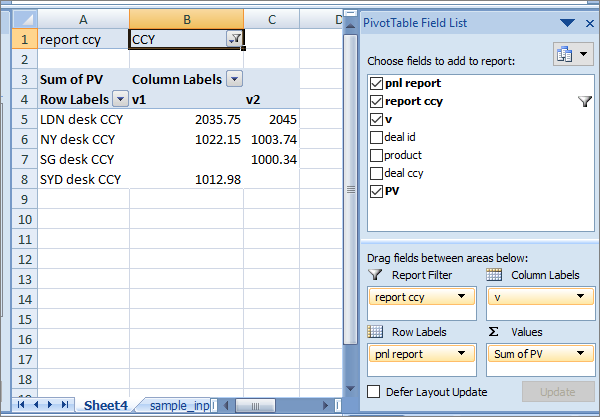 A B C D
1 report ccy CCY
2
3 Sum of PV Column Labels
4 Row Labels v1 v2
5 LDN desk CCY 2035.75 2045
6 NY desk CCY 1022.15 1003.74
7 SG desk CCY 1000.34
8 SYD desk CCY 1012.98
9
10
11
12
13
14
15
16
17
18
Sheet4 sample_inp
PivotTable Field List
Choose fields to add to report:
pnl report
report ccy
v
deal id
product
deal ccy
PV
Drag fields between areas below:
Report Filter Column Labels
report ccy v
Row Labels Σ Values
pnl report Sum of PV
Defer Layout Update Update